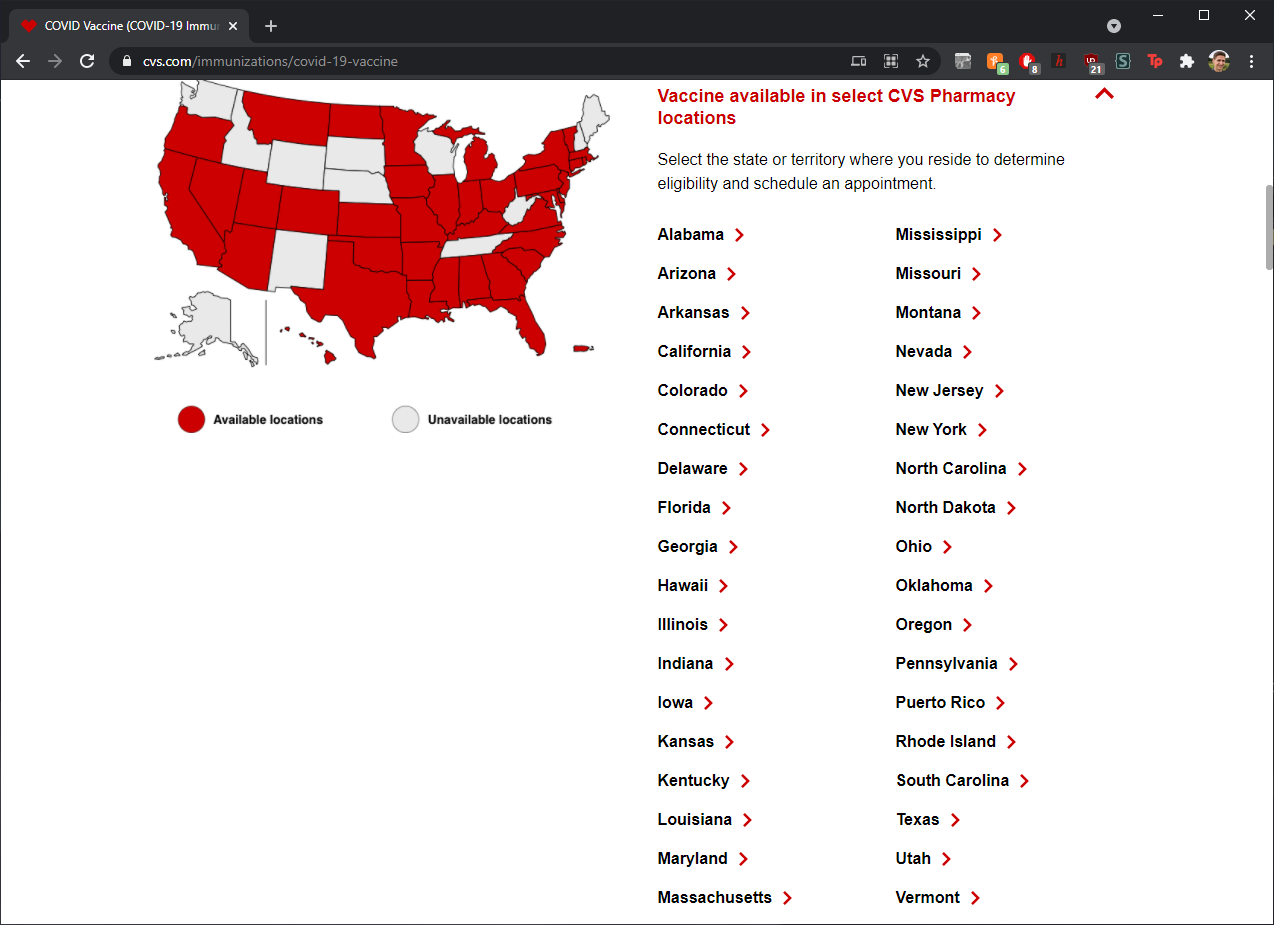 COVID Vaccine (COVID-19 Immu
cvs.com/immunizations/covid-19-vaccine
6
8
h
21
S
Tp
Vaccine available in select CVS Pharmacy
locations
Select the state or territory where you reside to determine
eligibility and schedule an appointment.
Available locations
Unavailable locations
Alabama
Arizona
Arkansas
California
Colorado
Connecticut
Delaware
Florida
Georgia
Hawaii
Illinois
Indiana
Iowa
Kansas
Kentucky
Louisiana
Maryland
Massachusetts
Mississippi
Missouri
Montana
Nevada
New Jersey
New York
North Carolina
North Dakota
Ohio
Oklahoma
Oregon
Pennsylvania
Puerto Rico
Rhode Island
South Carolina
Texas
Utah
Vermont